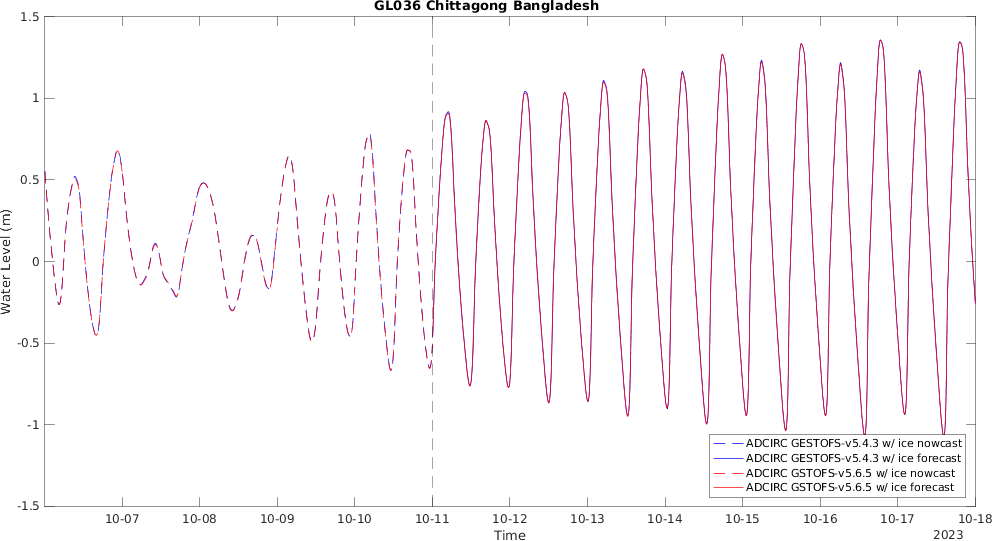 GL036 Chittagong Bangladesh
1.5
1
0.5
0
-0.5
-1
-1.5
Water Level (m)
ADCIRC GESTOFS-v5.4.3 w/ ice nowcast
ADCIRC GESTOFS-v5.4.3 w/ ice forecast
ADCIRC GSTOFS-v5.6.5 w/ ice nowcast
ADCIRC GSTOFS-v5.6.5 w/ ice forecast
10-07 10-08 10-09 10-10 10-11 10-12 10-13 10-14 10-15 10-16 10-17 10-18
Time
2023